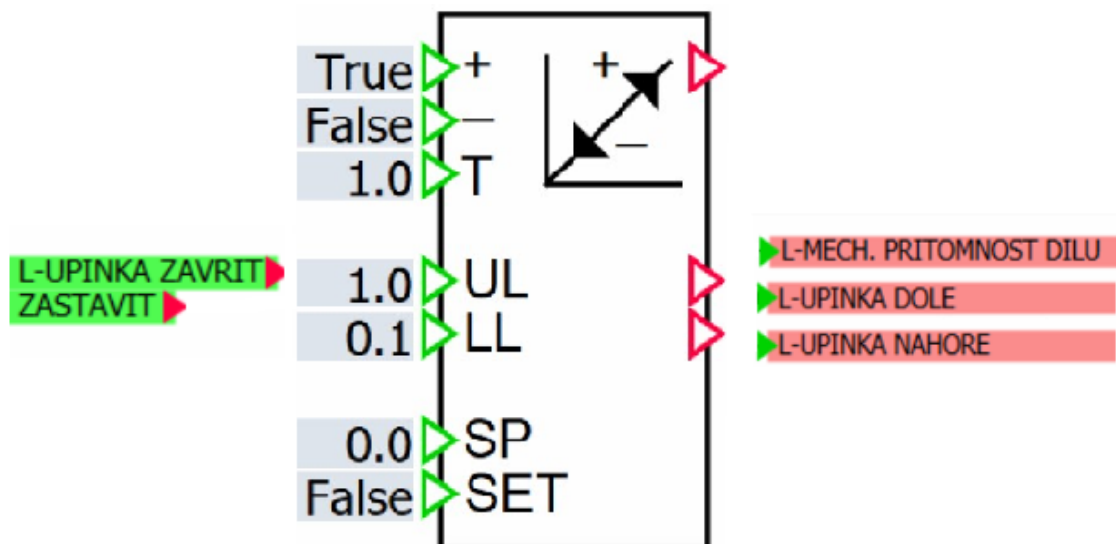 True + +
False – –
1.0 T
L-UPINKA ZAVRIT
ZASTAVIT
1.0 UL
0.1 LL
0.0 SP
False SET
L-MECH. PRITOMNOST DILU
L-UPINKA DOLE
L-UPINKA NAHORE